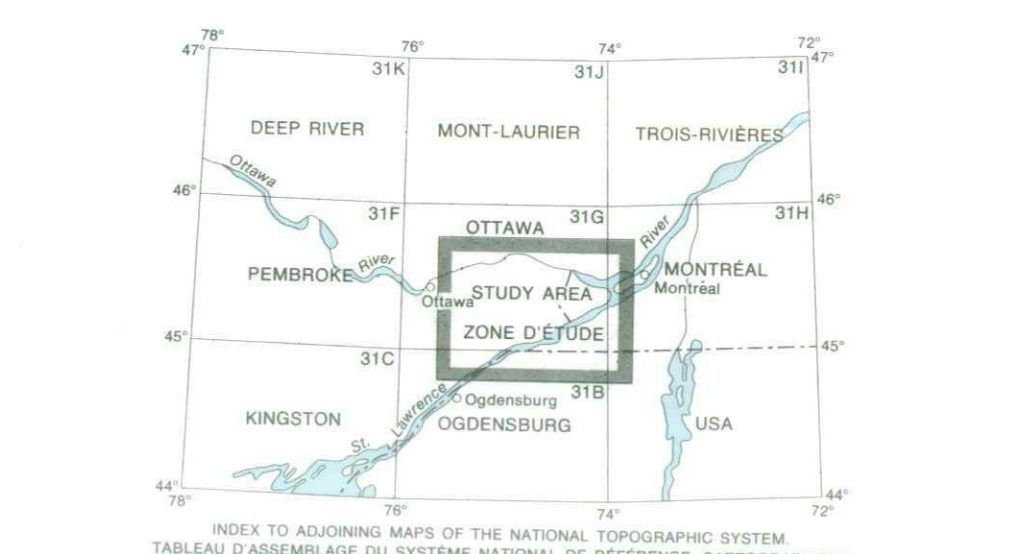 78° 76° 74° 72°
47° 47°
31K 31J 31I
DEEP RIVER MONT-LAURIER TROIS-RIVIÈRES
Ottawa
46° 46°
31F 31G 31H
OTTAWA
River
River
PEMBROKE MONTRÉAL
Ottawa STUDY AREA Montréal
ZONE D'ÉTUDE
45° 45°
31C
31B
Lawrence
Ogdensburg
KINGSTON OGDENSBURG USA
St.
44° 44°
78° 76° 74° 72°
INDEX TO ADJOINING MAPS OF THE NATIONAL TOPOGRAPHIC SYSTEM.
TABLEAU D'ASSEMBLAGE DU SYSTÈME NATIONAL DE RÉFÉRENCE